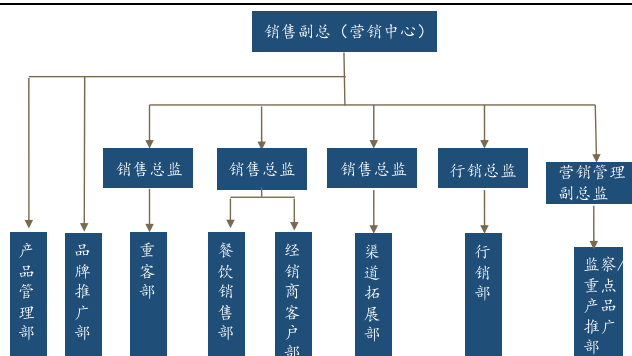 销售副总（营销中心）
销售总监
销售总监
销售总监
行销总监
营销管理
副总监
产品管理部
品牌推广部
重客部
餐饮销售部
经销商客户部
渠道拓展部
行销部
监察/
重点
产品
推广
部